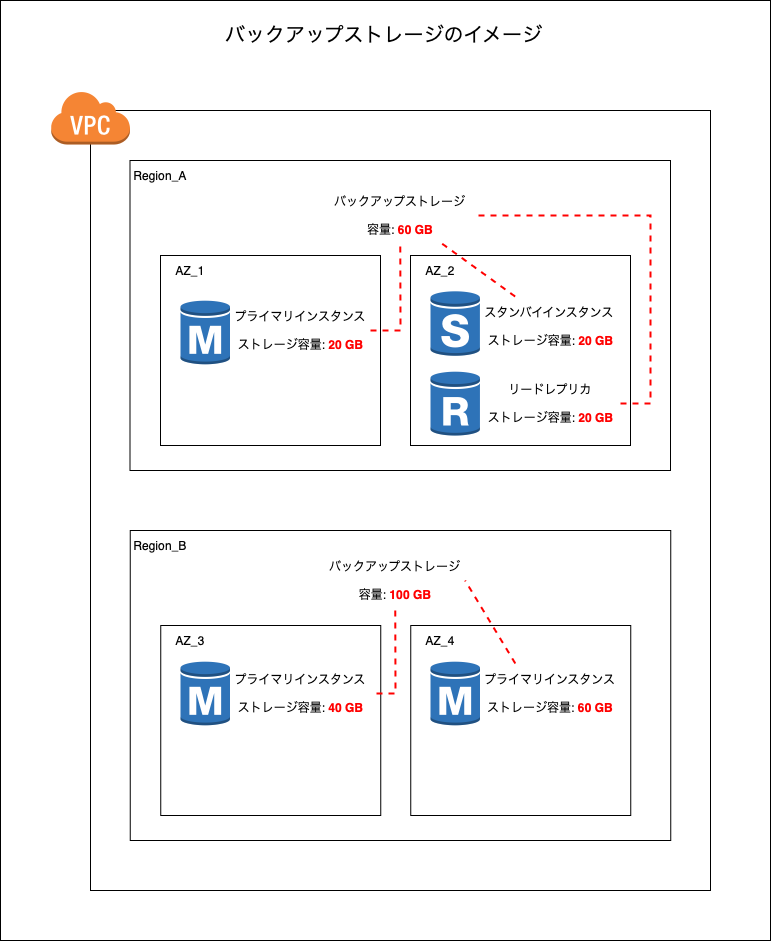 バックアップストレージのイメージ
VPC
Region_A
バックアップストレージ
容量: 60 GB
AZ_1
M
プライマリインスタンス
ストレージ容量: 20 GB
AZ_2
S
スタンバイインスタンス
ストレージ容量: 20 GB
R
リードレプリカ
ストレージ容量: 20 GB
Region_B
バックアップストレージ
容量: 100 GB
AZ_3
M
プライマリインスタンス
ストレージ容量: 40 GB
AZ_4
M
プライマリインスタンス
ストレージ容量: 60 GB